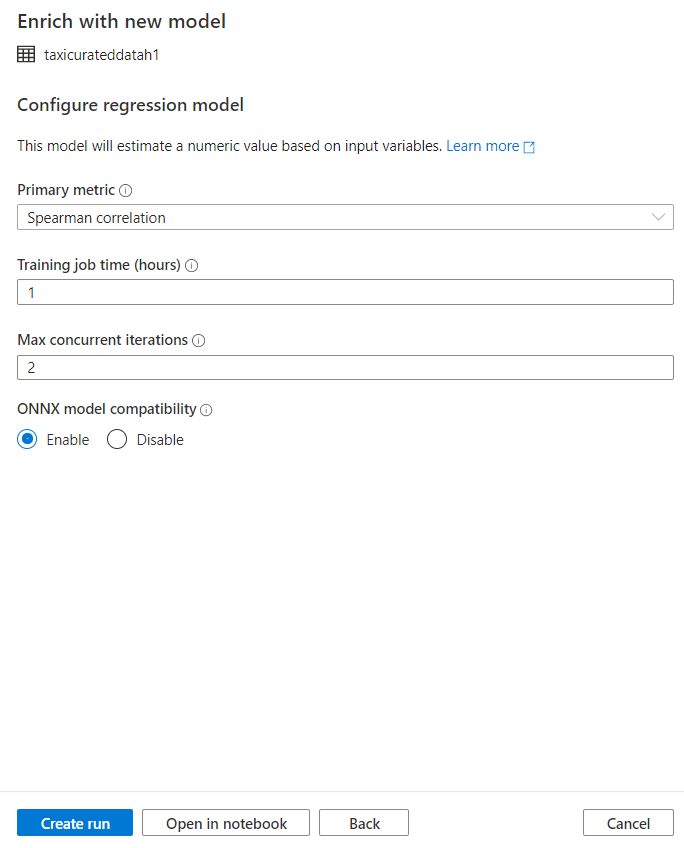 Enrich with new model
taxicurateddatah1
Configure regression model
This model will estimate a numeric value based on input variables. Learn more
Primary metric
Spearman correlation
Training job time (hours)
1
Max concurrent iterations
2
ONNX model compatibility
Enable Disable
Create run Open in notebook Back Cancel